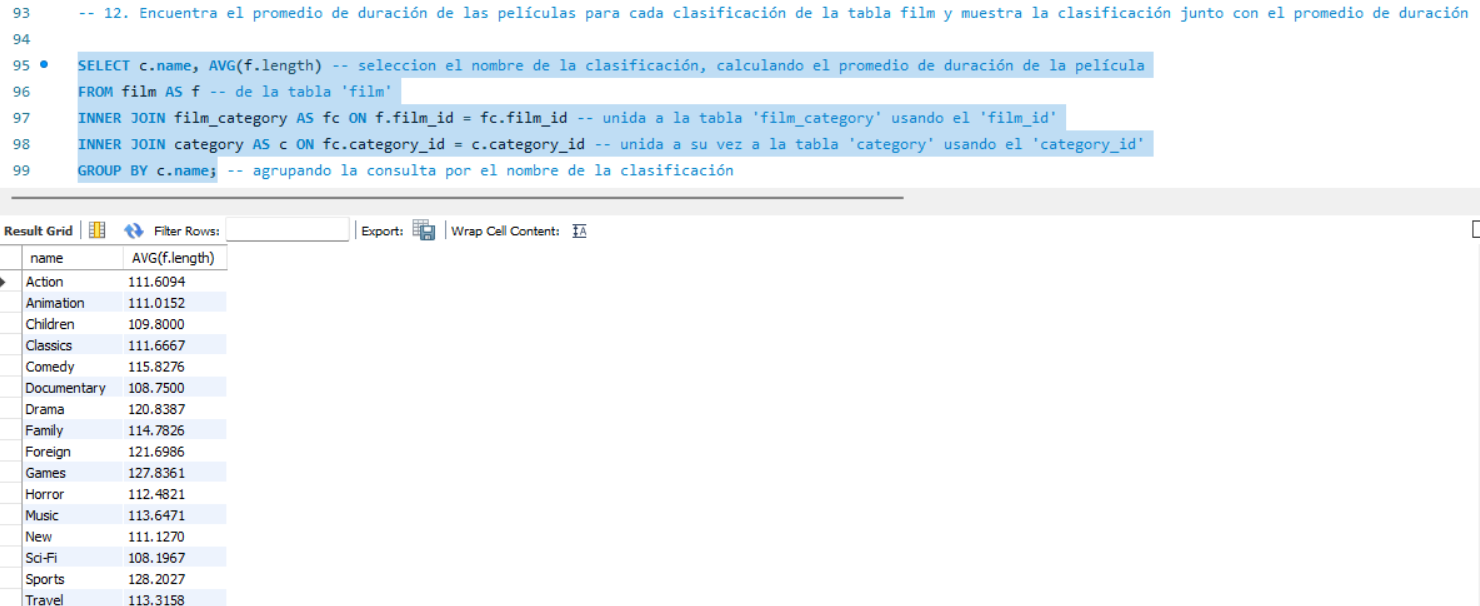 93 -- 12. Encuentra el promedio de duración de las películas para cada clasificación de la tabla film y muestra la clasificación junto con el promedio de duración
94
95 SELECT c.name, AVG(f.length) -- seleccion el nombre de la clasificación, calculando el promedio de duración de la película
96 FROM film AS f -- de la tabla 'film'
97 INNER JOIN film_category AS fc ON f.film_id = fc.film_id -- unida a la tabla 'film_category' usando el 'film_id'
98 INNER JOIN category AS c ON fc.category_id = c.category_id -- unida a su vez a la tabla 'category' usando el 'category_id'
99 GROUP BY c.name; -- agrupando la consulta por el nombre de la clasificación
Result Grid Filter Rows: Export: Wrap Cell Content:
name AVG(f.length)
Action 111.6094
Animation 111.0152
Children 109.8000
Classics 111.6667
Comedy 115.8276
Documentary 108.7500
Drama 120.8387
Family 114.7826
Foreign 121.6986
Games 127.8361
Horror 112.4821
Music 113.6471
New 111.1270
Sci-Fi 108.1967
Sports 128.2027
Travel 113.3158